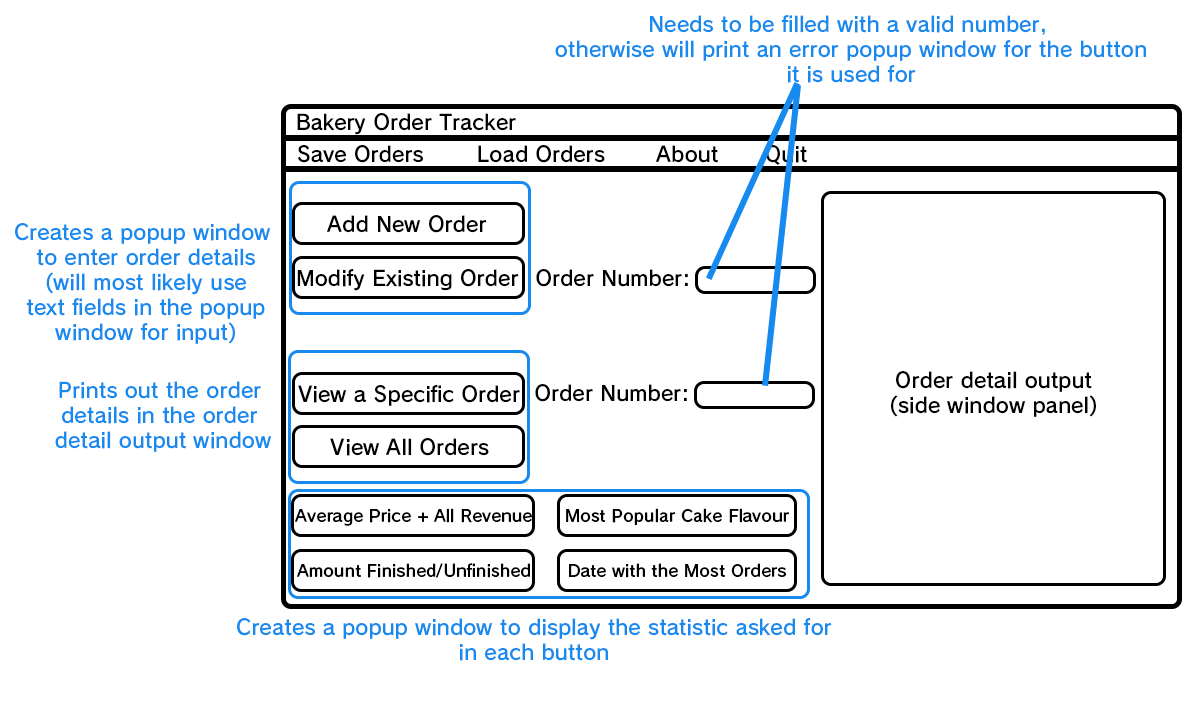 Needs to be filled with a valid number,
otherwise will print an error popup window for the button
it is used for
Bakery Order Tracker
Save Orders Load Orders About Quit
Creates a popup window
to enter order details
(will most likely use
text fields in the popup
window for input)
Add New Order
Modify Existing Order Order Number:
Prints out the order
details in the order
detail output window
View a Specific Order Order Number:
View All Orders
Order detail output
(side window panel)
Average Price + All Revenue Most Popular Cake Flavour
Amount Finished/Unfinished Date with the Most Orders
Creates a popup window to display the statistic asked for
in each button